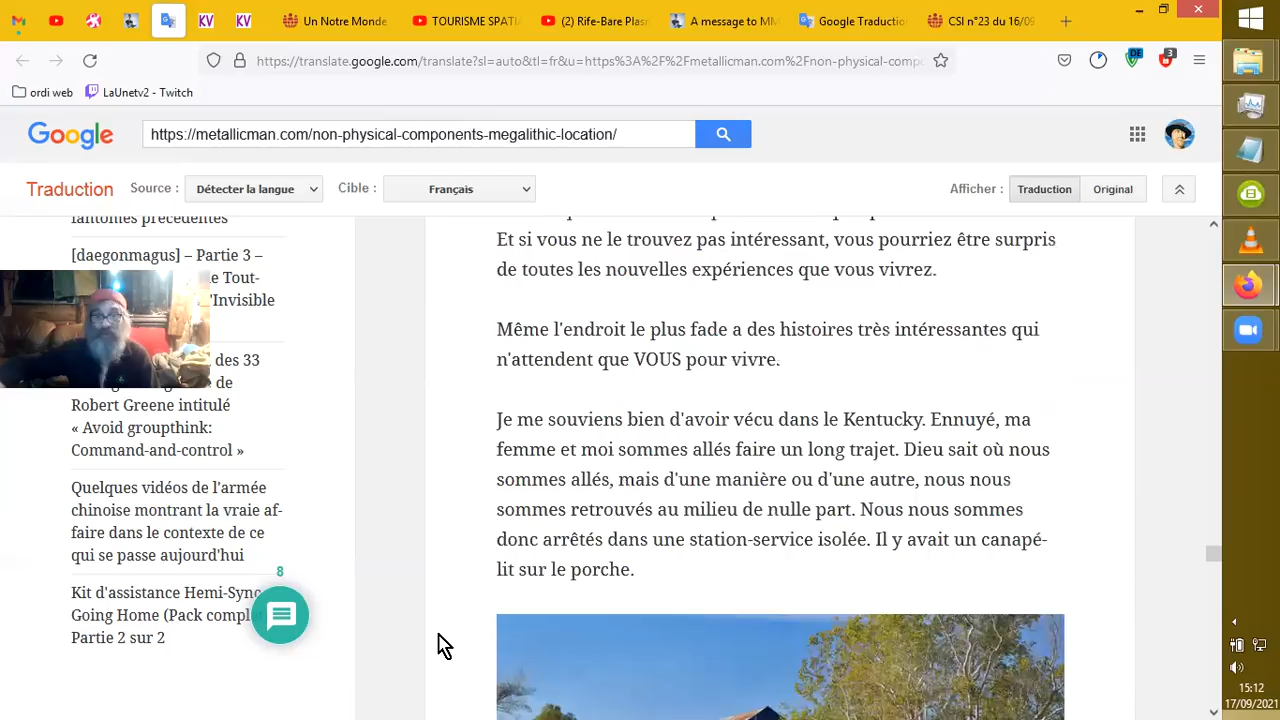 Un Notre Monde
TOURISME SPATI
(2) Rife-Bare Plasm
A message to MM
Google Traduction
CSI n°23 du 16/09
https://translate.google.com/translate?sl=auto&tl=fr&u=https%3A%2F%2Fmetallicman.com%2Fnon-physical-compo
DE
3
ordi web
LaUnetv2 - Twitch
Google
https://metallicman.com/non-physical-components-megalithic-location/
Traduction
Source :
Détecter la langue
Cible :
Français
Afficher :
Traduction
Original
fantômes précédentes
[daegonmagus] – Partie 3 –
le Tout-
l'Invisible
des 33
de
Robert Greene intitulé
« Avoid groupthink:
Command-and-control »
Quelques vidéos de l'armée
chinoise montrant la vraie af-
faire dans le contexte de ce
qui se passe aujourd'hui
8
Kit d'assistance Hemi-Sync
Going Home (Pack compl
Partie 2 sur 2
Et si vous ne le trouvez pas intéressant, vous pourriez être surpris
de toutes les nouvelles expériences que vous vivrez.
Même l'endroit le plus fade a des histoires très intéressantes qui
n'attendent que VOUS pour vivre.
Je me souviens bien d'avoir vécu dans le Kentucky. Ennuyé, ma
femme et moi sommes allés faire un long trajet. Dieu sait où nous
sommes allés, mais d'une manière ou d'une autre, nous nous
sommes retrouvés au milieu de nulle part. Nous nous sommes
donc arrêtés dans une station-service isolée. Il y avait un canapé-
lit sur le porche.
15:12
17/09/2021